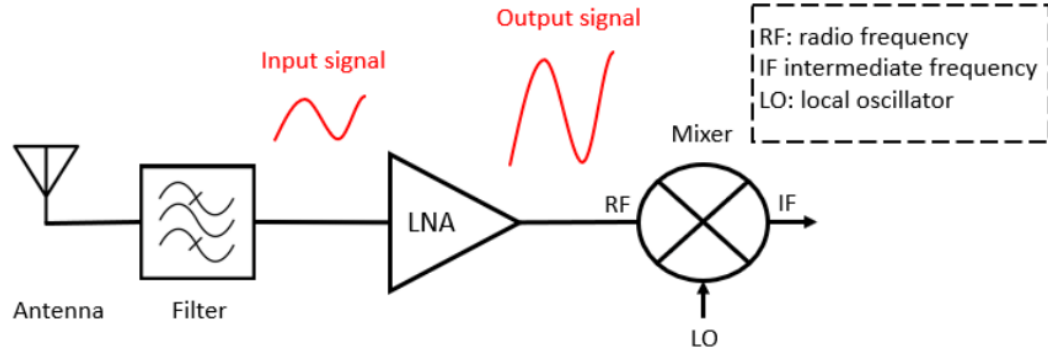 Output signal
Input signal
RF: radio frequency
IF intermediate frequency
LO: local oscillator
Mixer
LNA
RF
IF
Antenna
Filter
LO